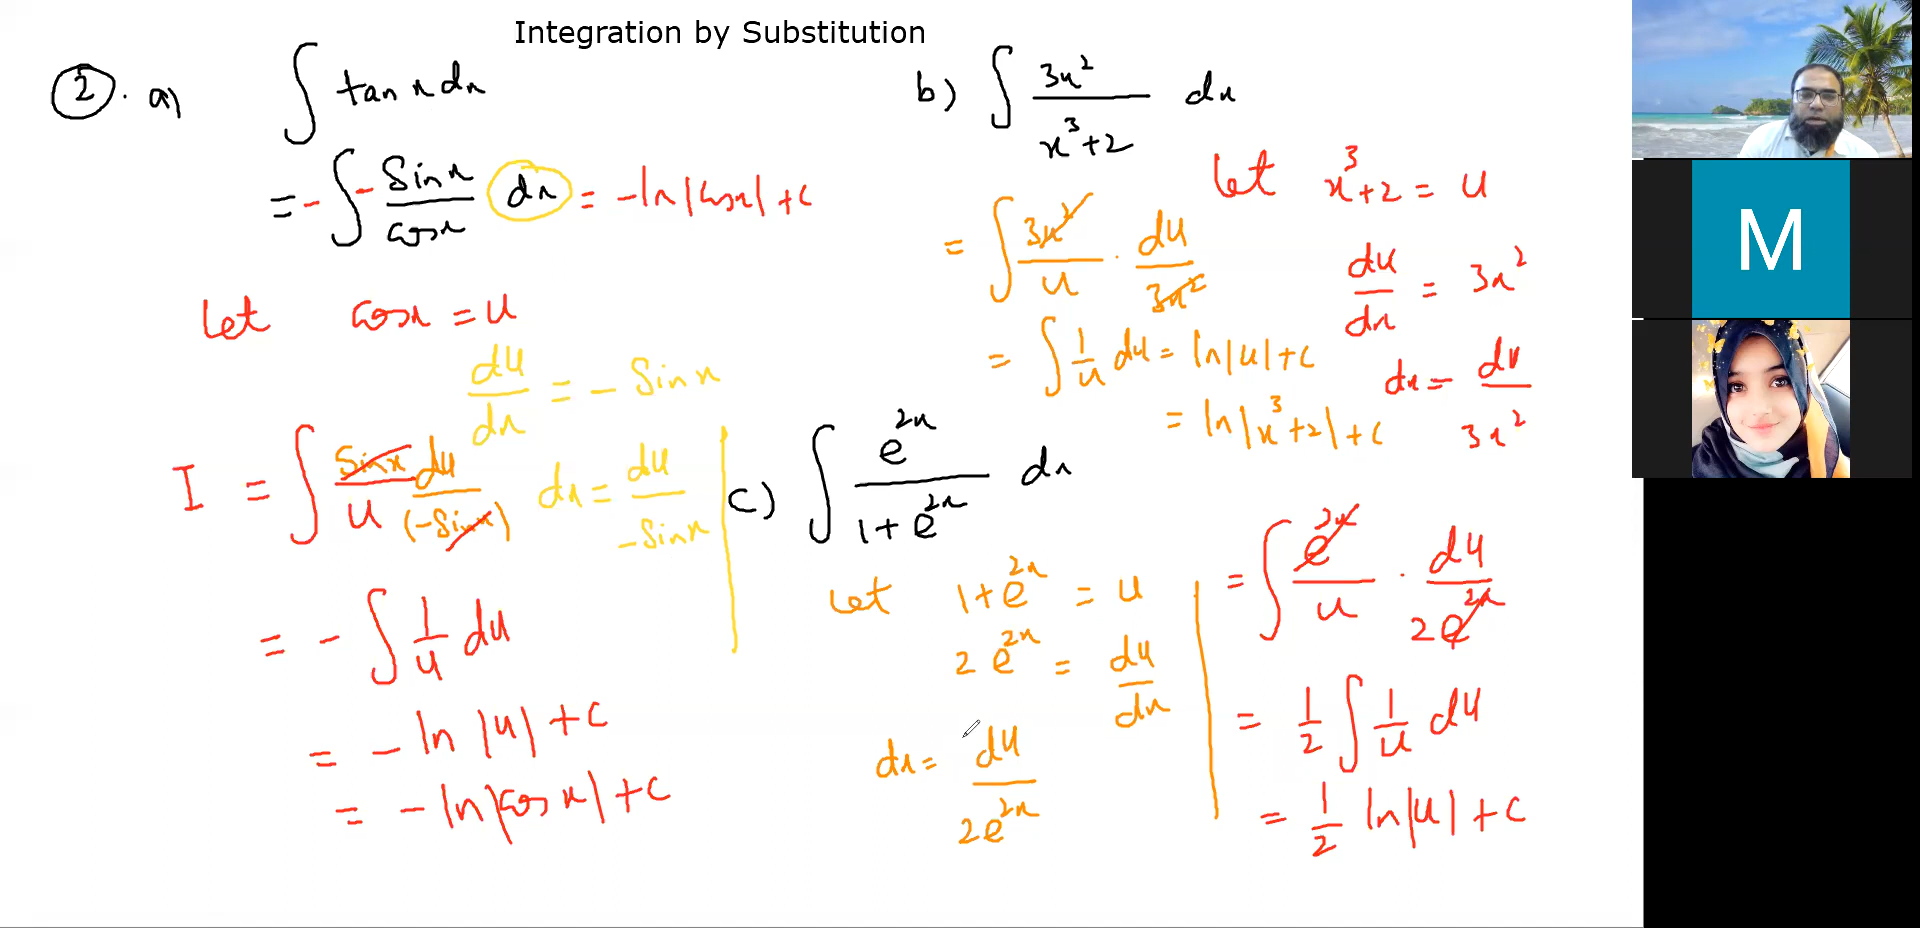 Integration by Substitution
2. a) ∫ tan x dx
= - ∫ - Sin x / cos x dx = -ln|cos x| + c
Let cos x = u
du/dx = - Sin x
dx = du / -Sin x
I = ∫ Sin x / u du / (-Sin x)
= - ∫ 1/u du
= - ln |u| + c
= - ln|cos x| + c
b) ∫ 3x² / x³+2 dx
Let x³+2 = u
du/dx = 3x²
dx = du / 3x²
= ∫ 3x² / u · du / 3x²
= ∫ 1/u du = ln|u| + c
= ln|x³+2| + c
c) ∫ e^2x / 1+e^2x dx
Let 1+e^2x = u
2e^2x = du/dx
dx = du / 2e^2x
= ∫ e^2x / u · du / 2e^2x
= 1/2 ∫ 1/u du
= 1/2 ln|u| + c
M